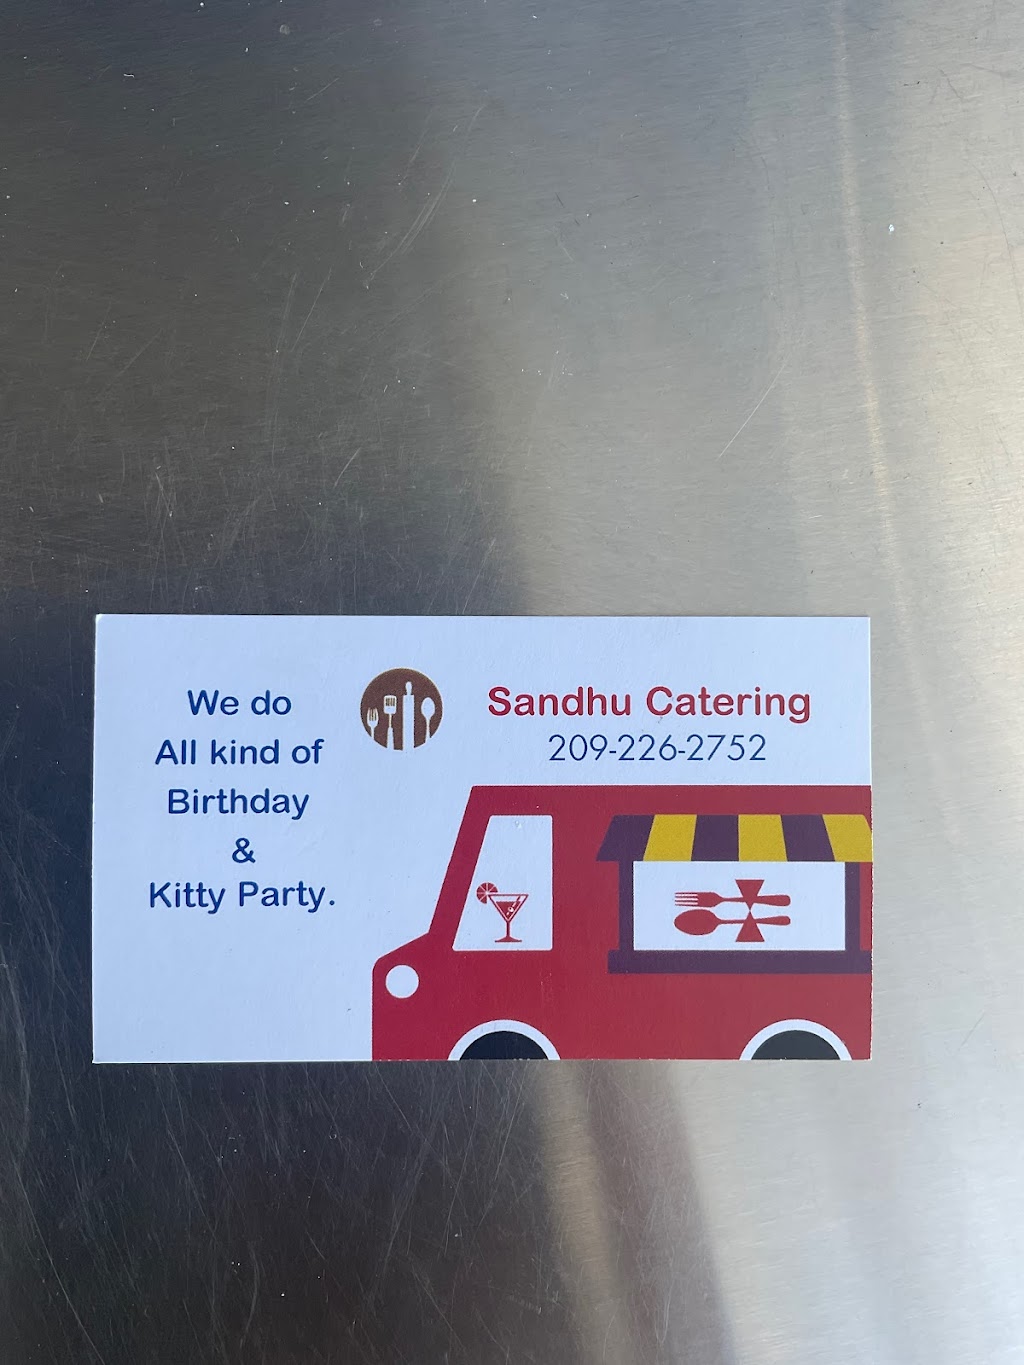 We do
All kind of
Birthday
&
Kitty Party.
Sandhu Catering
209-226-2752